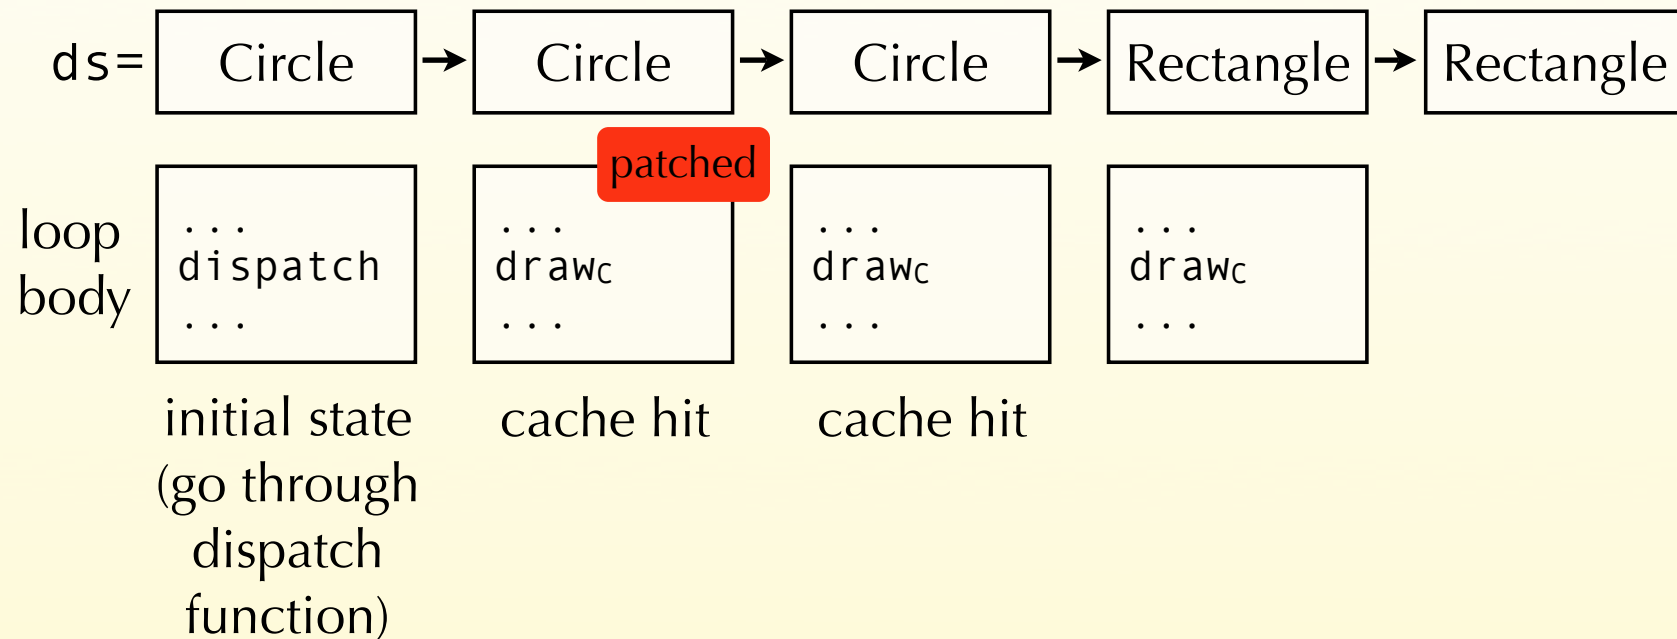 ds= Circle → Circle → Circle → Rectangle → Rectangle
patched
loop body
...
dispatch
...
...
drawC
...
...
drawC
...
...
drawC
...
initial state
(go through
dispatch
function)
cache hit
cache hit